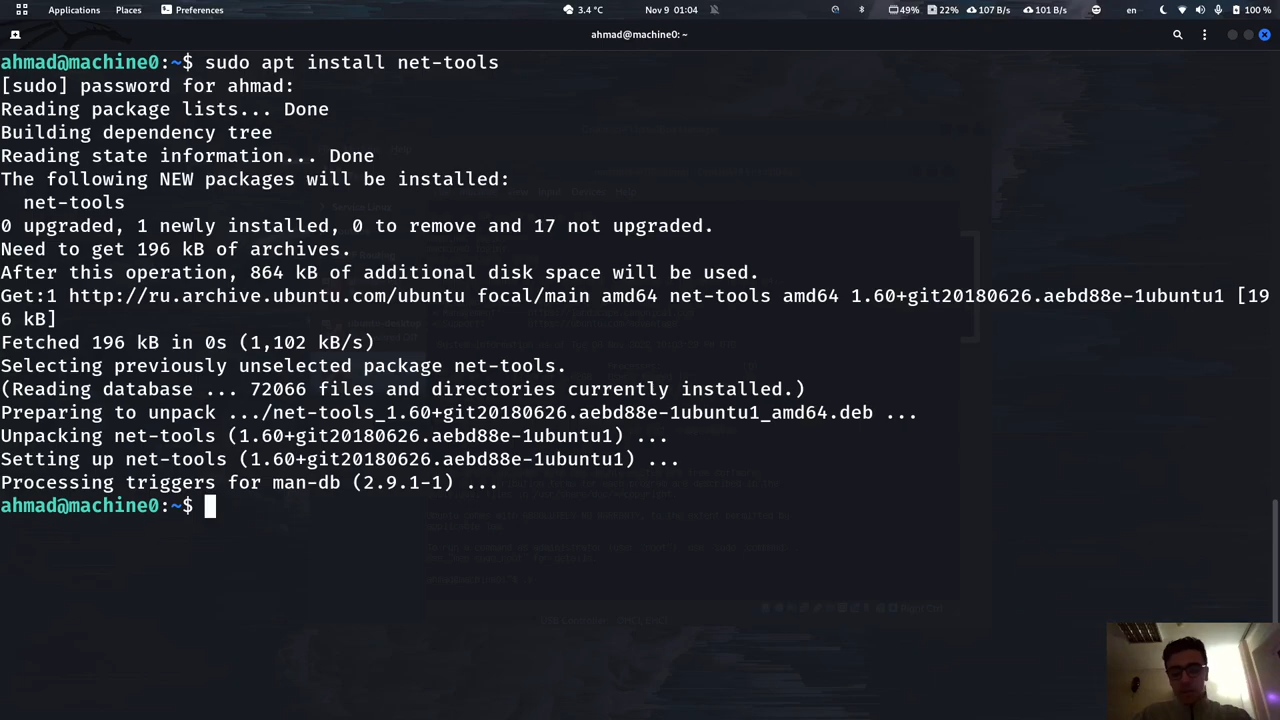 Applications Places Preferences 3.4 °C Nov 9 01:04 49% 22% 107 B/s 101 B/s en 100 %
ahmad@machine0: ~
ahmad@machine0:~$ sudo apt install net-tools
[sudo] password for ahmad:
Reading package lists... Done
Building dependency tree
Reading state information... Done
The following NEW packages will be installed:
net-tools
0 upgraded, 1 newly installed, 0 to remove and 17 not upgraded.
Need to get 196 kB of archives.
After this operation, 864 kB of additional disk space will be used.
Get:1 http://ru.archive.ubuntu.com/ubuntu focal/main amd64 net-tools amd64 1.60+git20180626.aebd88e-1ubuntu1 [19
6 kB]
Fetched 196 kB in 0s (1,102 kB/s)
Selecting previously unselected package net-tools.
(Reading database ... 72066 files and directories currently installed.)
Preparing to unpack .../net-tools_1.60+git20180626.aebd88e-1ubuntu1_amd64.deb ...
Unpacking net-tools (1.60+git20180626.aebd88e-1ubuntu1) ...
Setting up net-tools (1.60+git20180626.aebd88e-1ubuntu1) ...
Processing triggers for man-db (2.9.1-1) ...
ahmad@machine0:~$